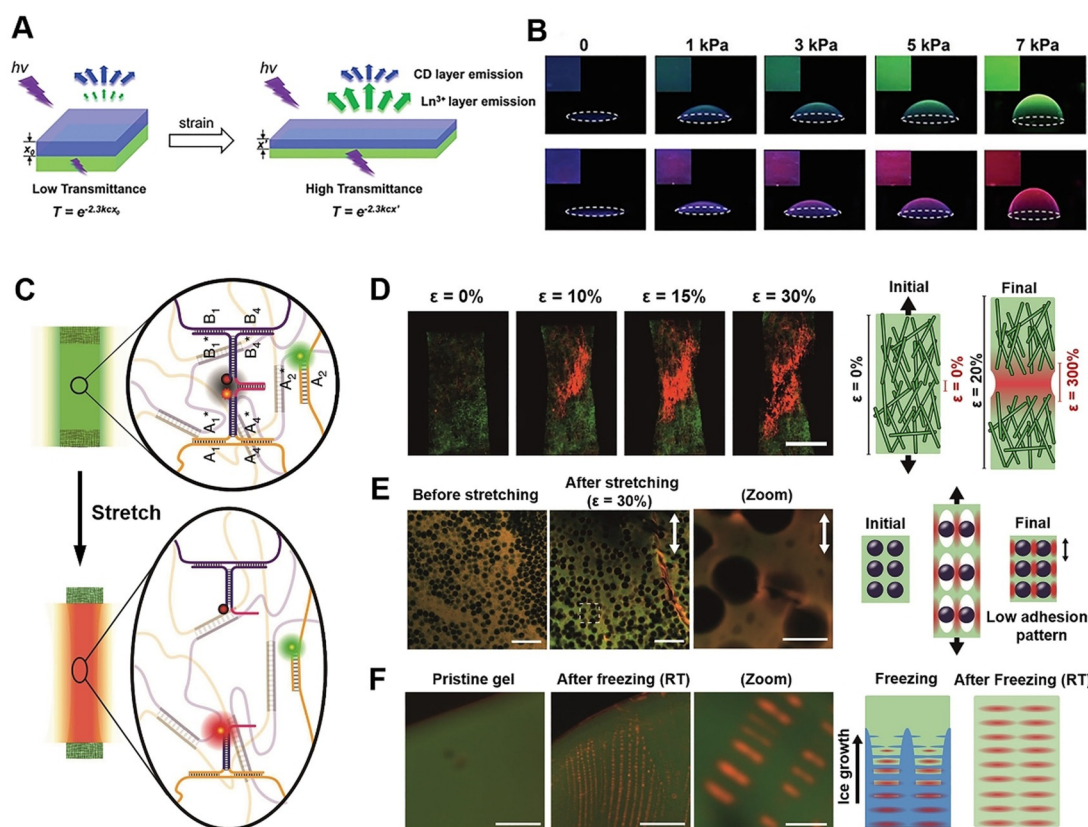 A
hν
CD layer emission
Ln³⁺ layer emission
x₀
Low Transmittance
T = e^-2.3kcx₀
strain
hν
x'
High Transmittance
T = e^-2.3kcx'
B
0 1 kPa 3 kPa 5 kPa 7 kPa
C
B₁ B₄
B₁* B₄*
A₂*
A₂
A₁* A₄*
A₁ A₄
Stretch
D
ε = 0% ε = 10% ε = 15% ε = 30%
Initial
ε = 0%
ε = 0%
Final
ε = 20%
ε = 300%
E
Before stretching
After stretching
(ε = 30%)
(Zoom)
Initial
Final
Low adhesion
pattern
F
Pristine gel
After freezing (RT)
(Zoom)
Freezing
Ice growth
After Freezing (RT)